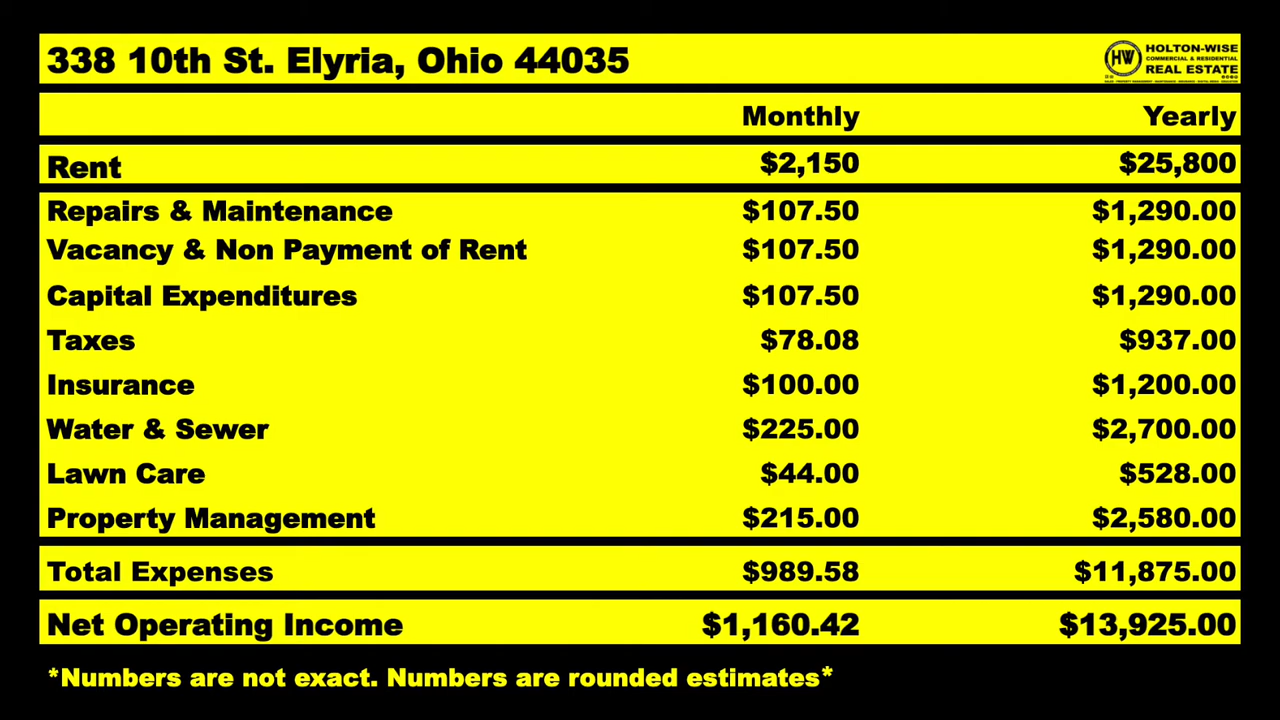 338 10th St. Elyria, Ohio 44035
HW
HOLTON-WISE
COMMERCIAL & RESIDENTIAL
REAL ESTATE
Monthly Yearly
Rent $2,150 $25,800
Repairs & Maintenance $107.50 $1,290.00
Vacancy & Non Payment of Rent $107.50 $1,290.00
Capital Expenditures $107.50 $1,290.00
Taxes $78.08 $937.00
Insurance $100.00 $1,200.00
Water & Sewer $225.00 $2,700.00
Lawn Care $44.00 $528.00
Property Management $215.00 $2,580.00
Total Expenses $989.58 $11,875.00
Net Operating Income $1,160.42 $13,925.00
*Numbers are not exact. Numbers are rounded estimates*